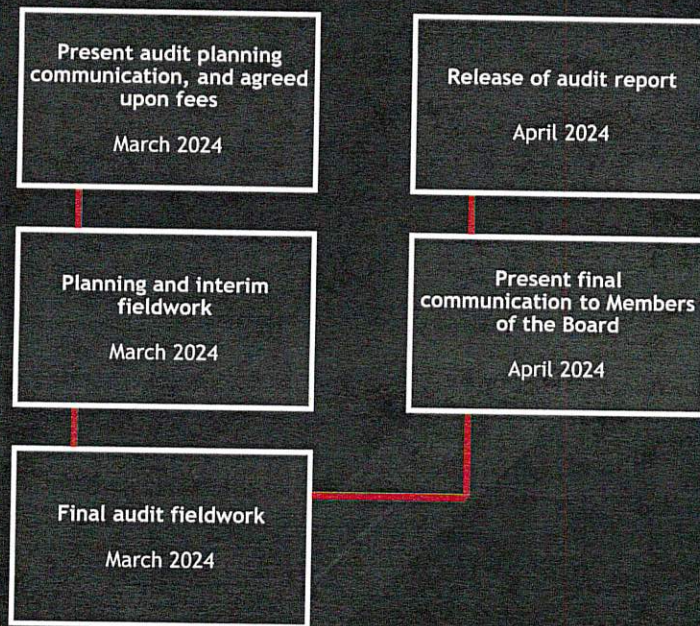 Present audit planning
communication, and agreed
upon fees
March 2024
Planning and interim
fieldwork
March 2024
Final audit fieldwork
March 2024
Release of audit report
April 2024
Present final
communication to Members
of the Board
April 2024